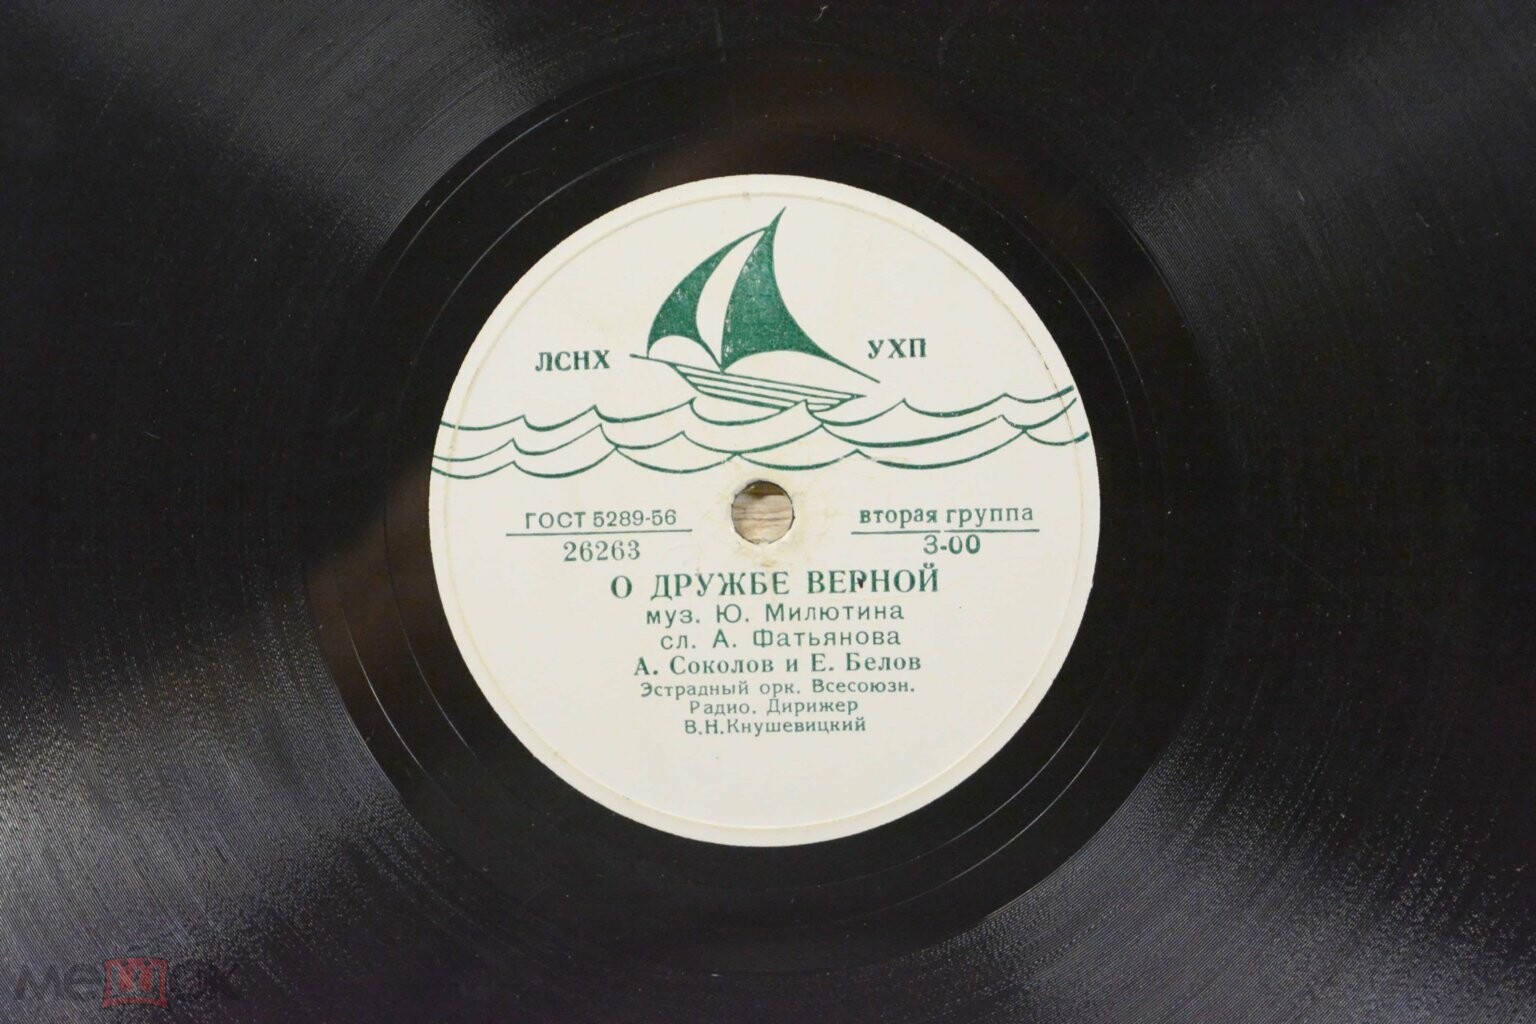 ЛСНХ УХП
ГОСТ 5289-56 вторая группа
26263 3-00
О ДРУЖБЕ ВЕРНОЙ
муз. Ю. Милютина
сл. А. Фатьянова
А. Соколов и Е. Белов
Эстрадный орк. Всесоюзн.
Радио. Дирижер
В.Н.Кнушевицкий
мешок